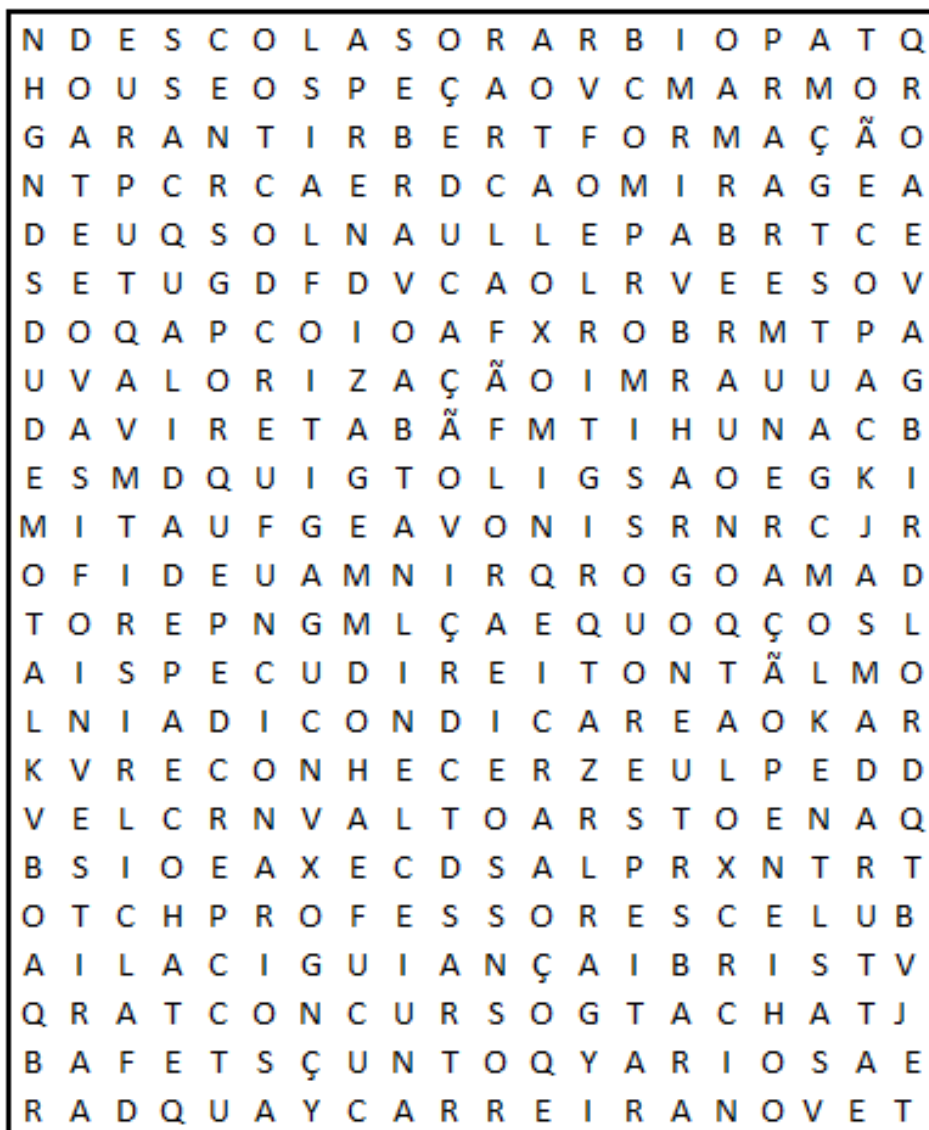 N D E S C O L A S O R A R B I O P A T Q
H O U S E O S P E Ç A O V C M A R M O R
G A R A N T I R B E R T F O R M A Ç Ã O
N T P C R C A E R D C A O M I R A G E A
D E U Q S O L N A U L L E P A B R T C E
S E T U G D F D V C A O L R V E E S O V
D O Q A P C O I O A F X R O B R M T P A
U V A L O R I Z A Ç Ã O I M R A U U A G
D A V I R E T A B Ã F M T I H U N A C B
E S M D Q U I G T O L I G S A O E G K I
M I T A U F G E A V O N I S R N R C J R
O F I D E U A M N I R Q R O G O A M A D
T O R E P N G M L Ç A E Q U O Q Ç O S L
A I S P E C U D I R E I T O N T Ã L M O
L N I A D I C O N D I C A R E A O K A R
K V R E C O N H E C E R Z E U L P E D D
V E L C R N V A L T O A R S T O E N A Q
B S I O E A X E C D S A L P R X N T R T
O T C H P R O F E S S O R E S C E L U B
A I L A C I G U I A N Ç A I B R I S T V
Q R A T C O N C U R S O G T A C H A T J
B A F E T S Ç U N T O Q Y A R I O S A E
R A D Q U A Y C A R R E I R A N O V E T